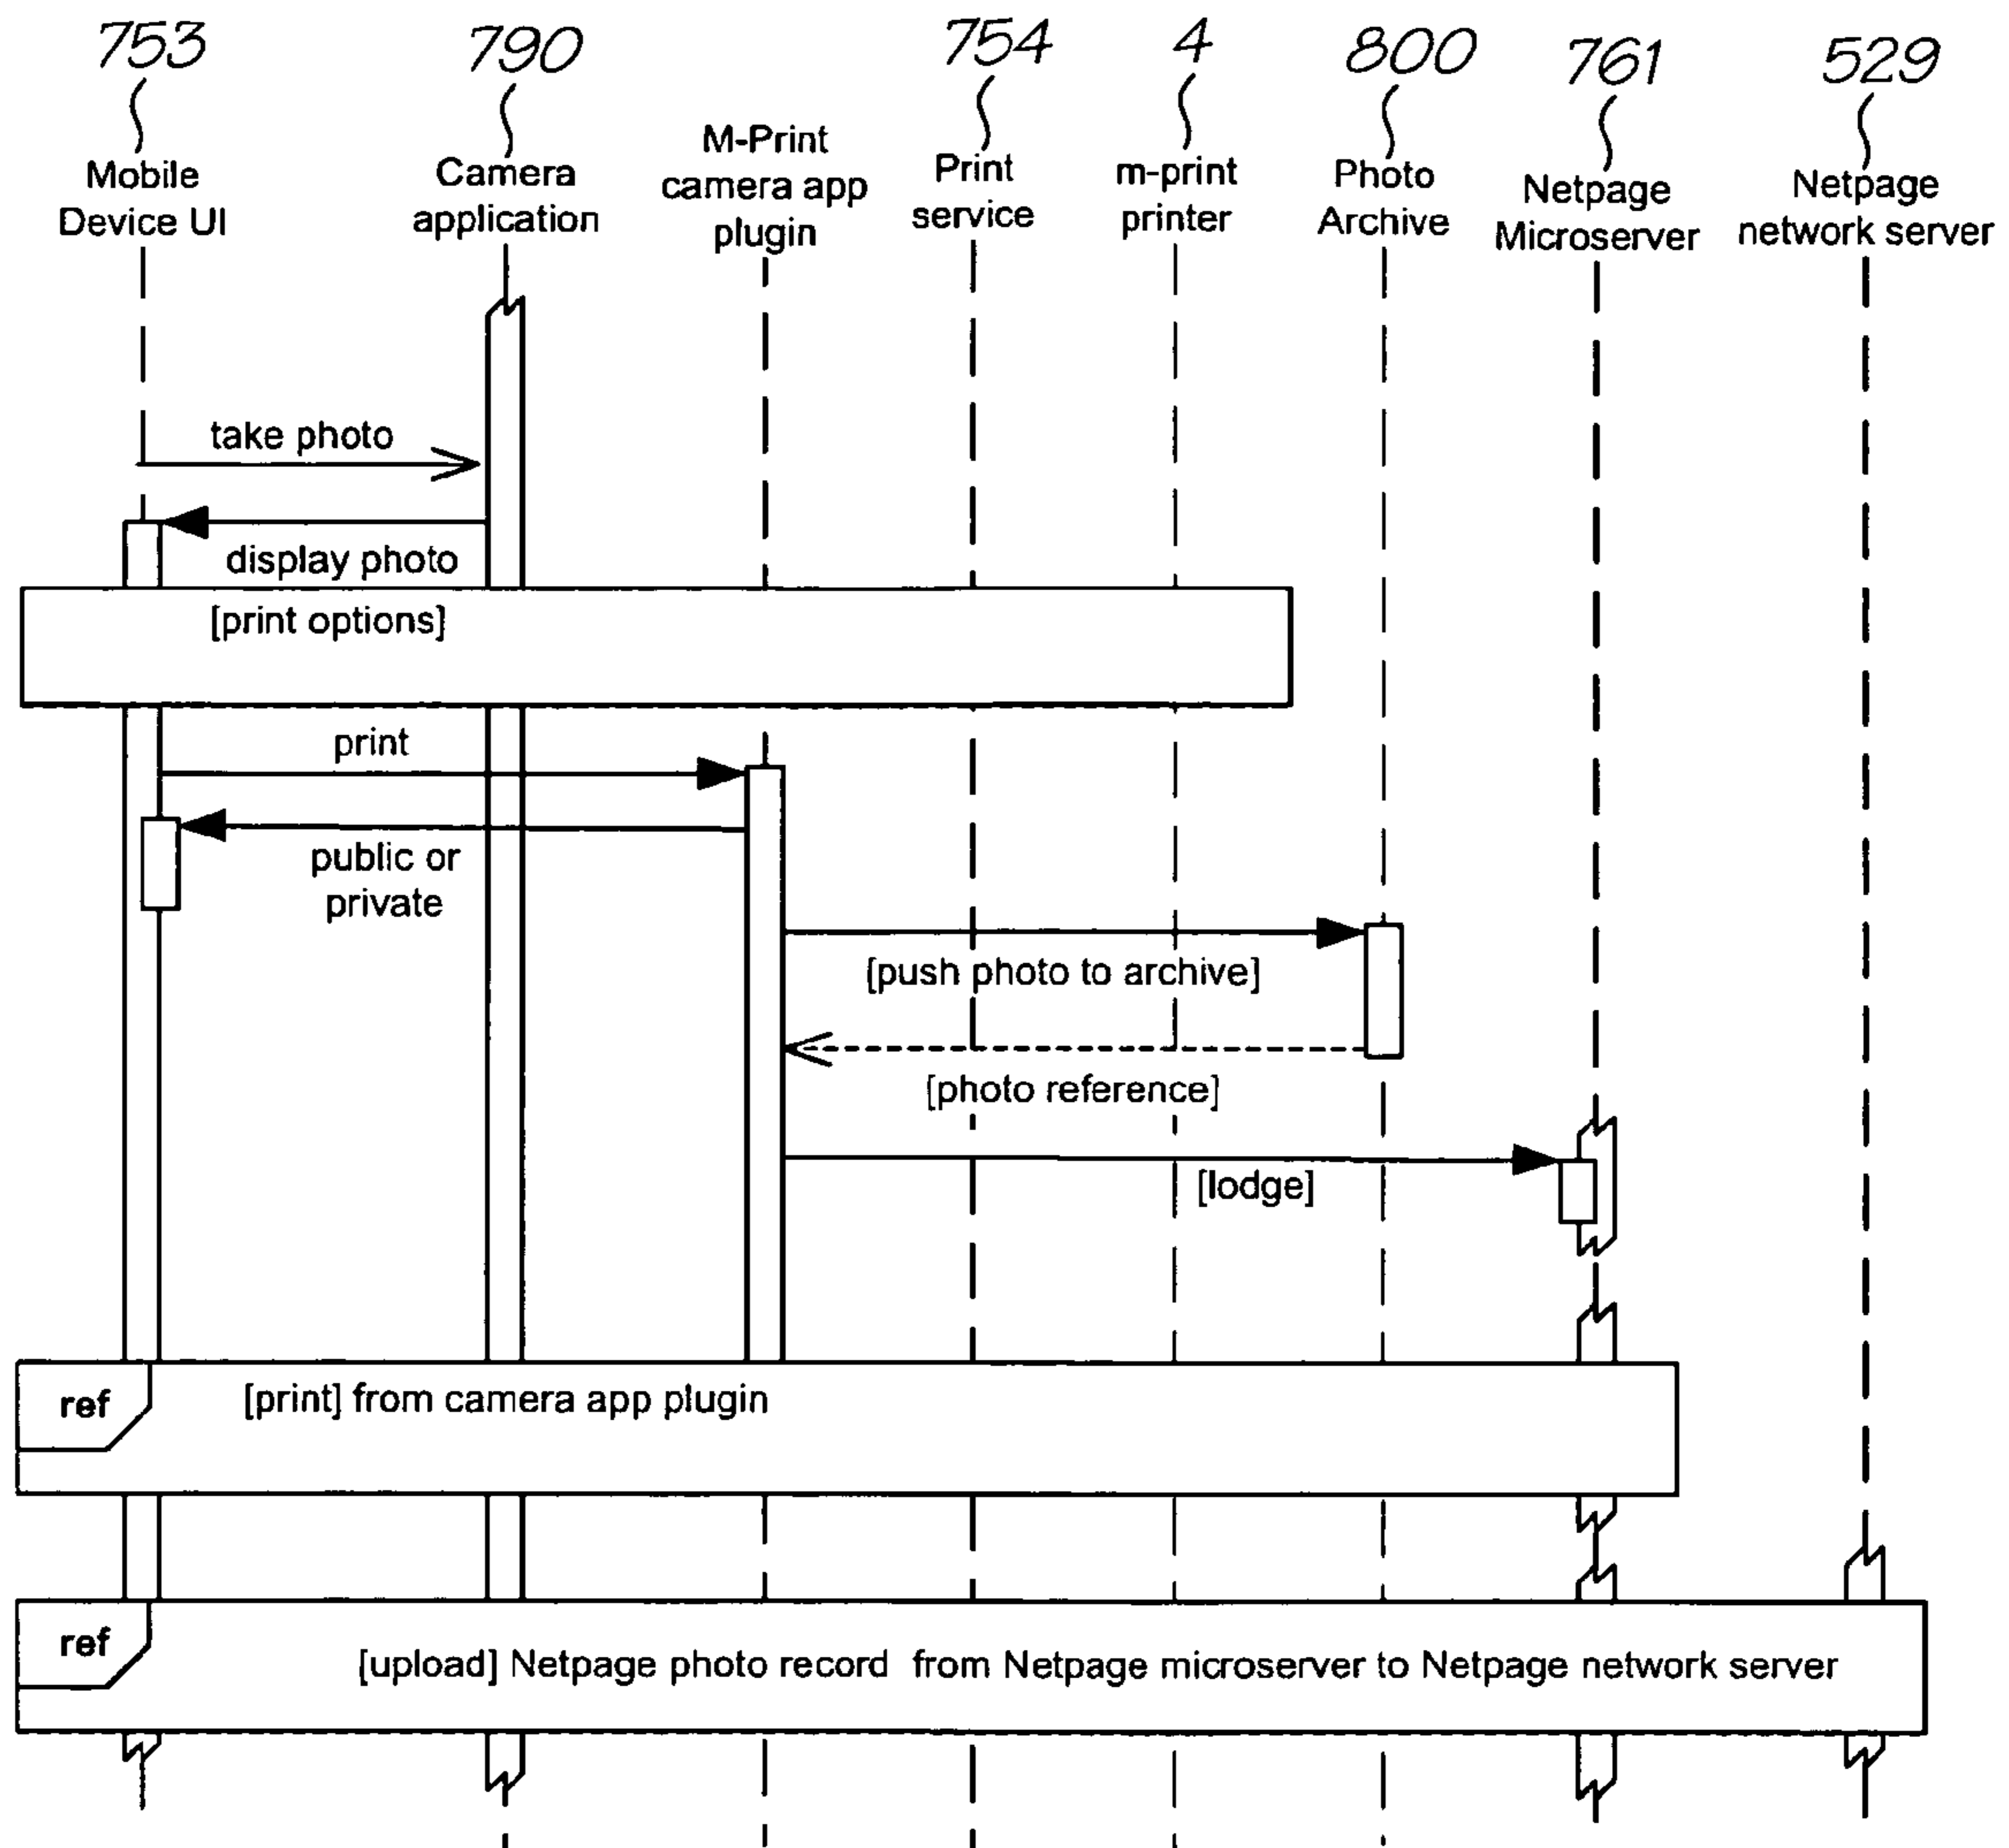 753
790
754
4
800
761
529
Mobile
Device UI
Camera
application
M-Print
camera app
plugin
Print
service
m-print
printer
Photo
Archive
Netpage
Microserver
Netpage
network server
take photo
display photo
[print options]
print
public or
private
[push photo to archive]
[photo reference]
[lodge]
ref
[print] from camera app plugin
ref
[upload] Netpage photo record from Netpage microserver to Netpage network server